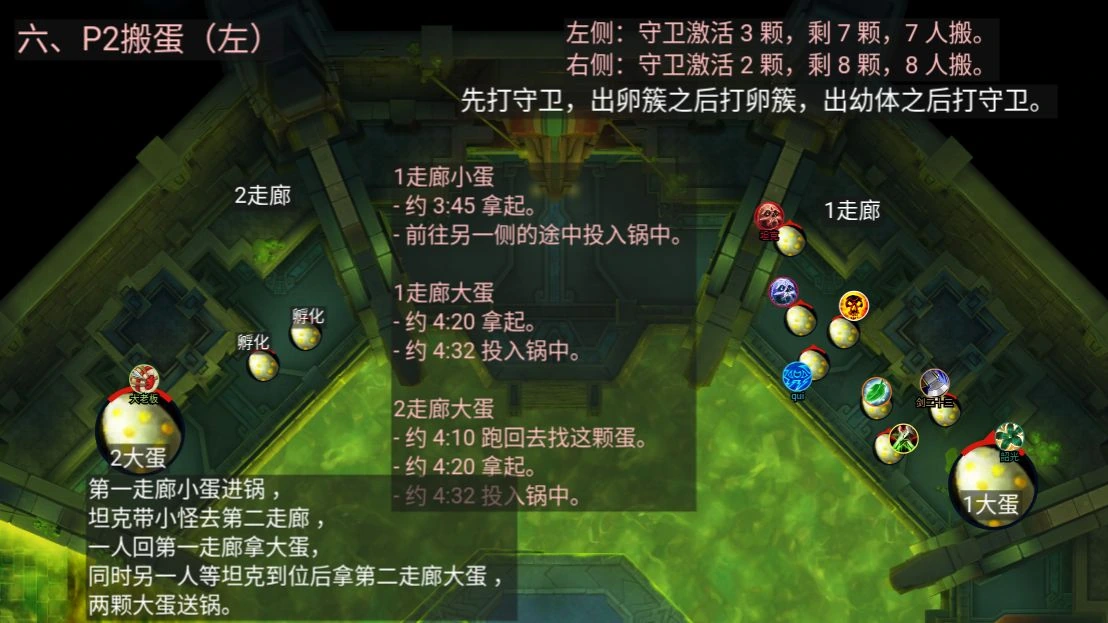 六、P2搬蛋（左）
左侧：守卫激活 3 颗，剩 7 颗，7 人搬。
右侧：守卫激活 2 颗，剩 8 颗，8 人搬。
先打守卫，出卵簇之后打卵簇，出幼体之后打守卫。
2走廊
1走廊
1走廊小蛋
- 约 3:45 拿起。
- 前往另一侧的途中投入锅中。
1走廊大蛋
- 约 4:20 拿起。
- 约 4:32 投入锅中。
2走廊大蛋
- 约 4:10 跑回去找这颗蛋。
- 约 4:20 拿起。
- 约 4:32 投入锅中。
孵化
孵化
大老板
2大蛋
qui
剑二十三
韶光
1大蛋
第一走廊小蛋进锅，
坦克带小怪去第二走廊，
一人回第一走廊拿大蛋，
同时另一人等坦克到位后拿第二走廊大蛋，
两颗大蛋送锅。